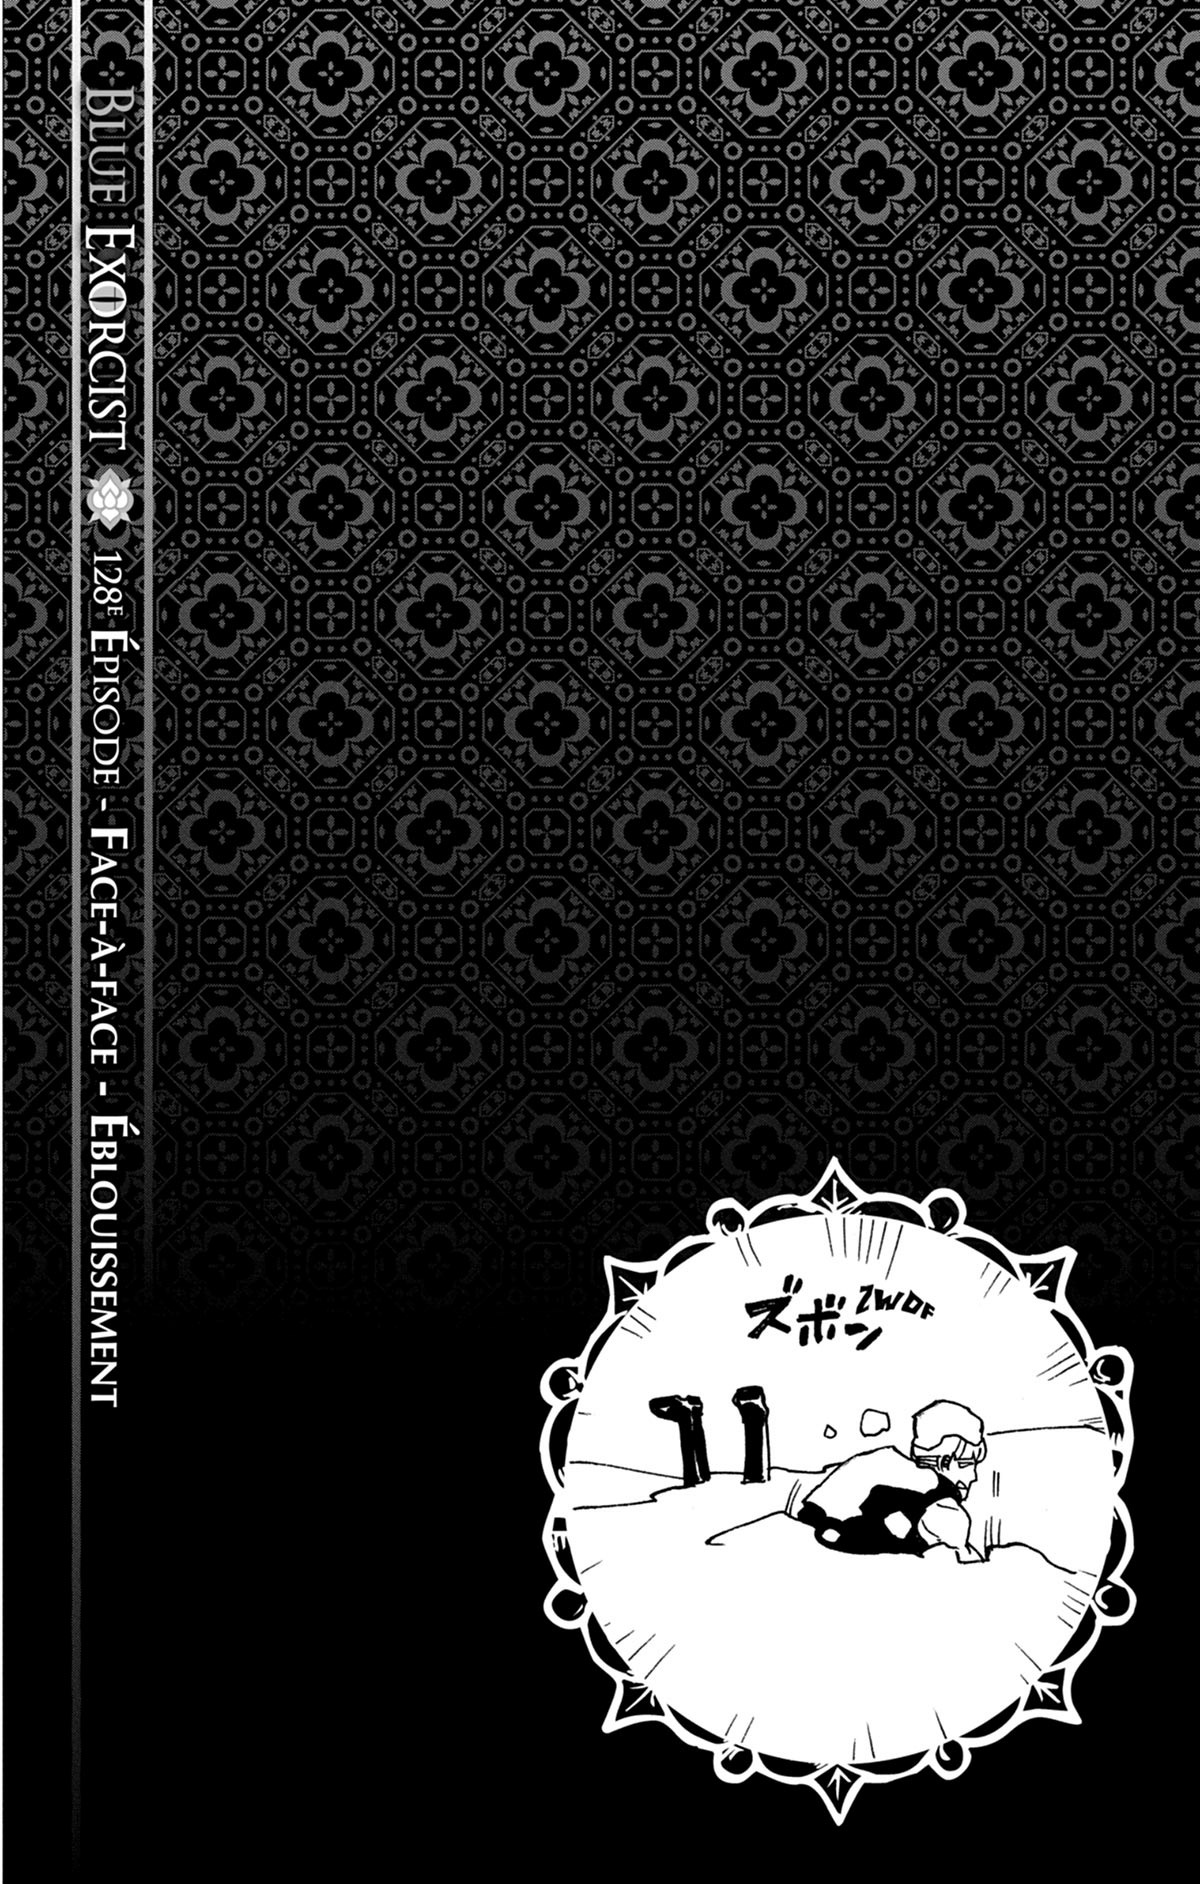 Blue Exorcist 128E Épisode - Face-à-face - Éblouissement
ズボン
ZWOF